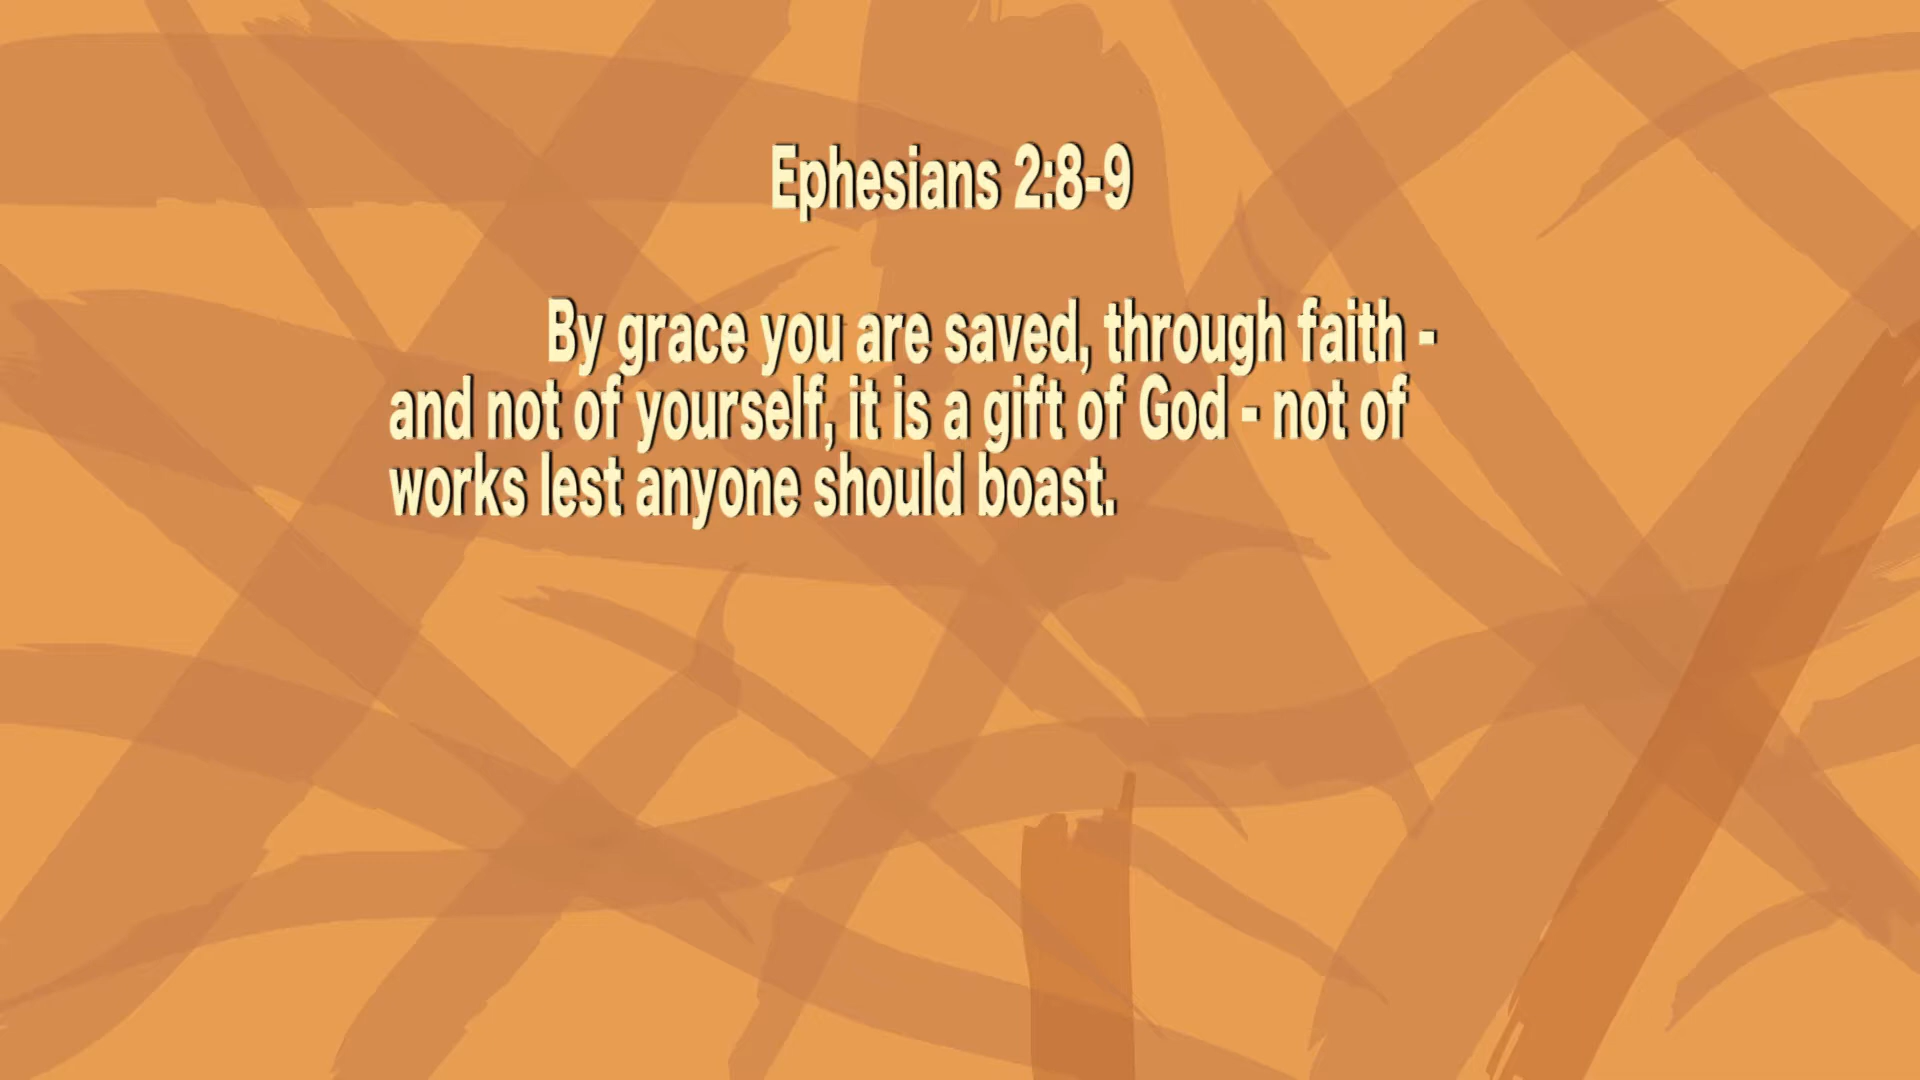 Ephesians 2:8-9
By grace you are saved, through faith -
and not of yourself, it is a gift of God - not of
works lest anyone should boast.